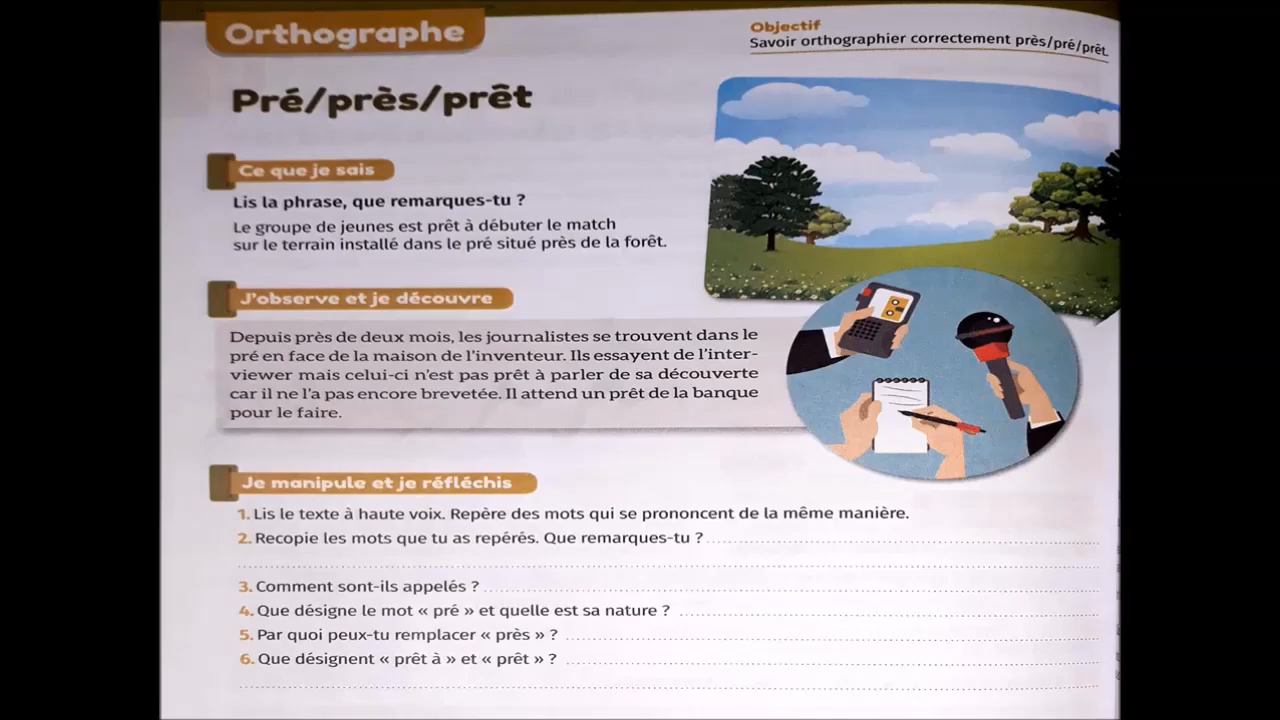 Orthographe
Objectif
Savoir orthographier correctement près/pré/prêt.
Pré/près/prêt
Ce que je sais
Lis la phrase, que remarques-tu ?
Le groupe de jeunes est prêt à débuter le match
sur le terrain installé dans le pré situé près de la forêt.
J'observe et je découvre
Depuis près de deux mois, les journalistes se trouvent dans le
pré en face de la maison de l'inventeur. Ils essayent de l'inter-
viewer mais celui-ci n'est pas prêt à parler de sa découverte
car il ne l'a pas encore brevetée. Il attend un prêt de la banque
pour le faire.
Je manipule et je réfléchis
1. Lis le texte à haute voix. Repère des mots qui se prononcent de la même manière.
2. Recopie les mots que tu as repérés. Que remarques-tu ?
3. Comment sont-ils appelés ?
4. Que désigne le mot « pré » et quelle est sa nature ?
5. Par quoi peux-tu remplacer « près » ?
6. Que désignent « prêt à » et « prêt » ?